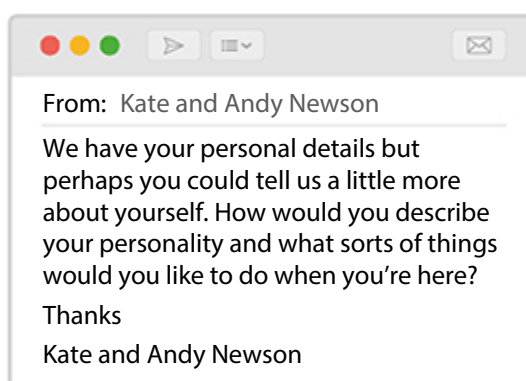 From: Kate and Andy Newson
We have your personal details but
perhaps you could tell us a little more
about yourself. How would you describe
your personality and what sorts of things
would you like to do when you’re here?
Thanks
Kate and Andy Newson